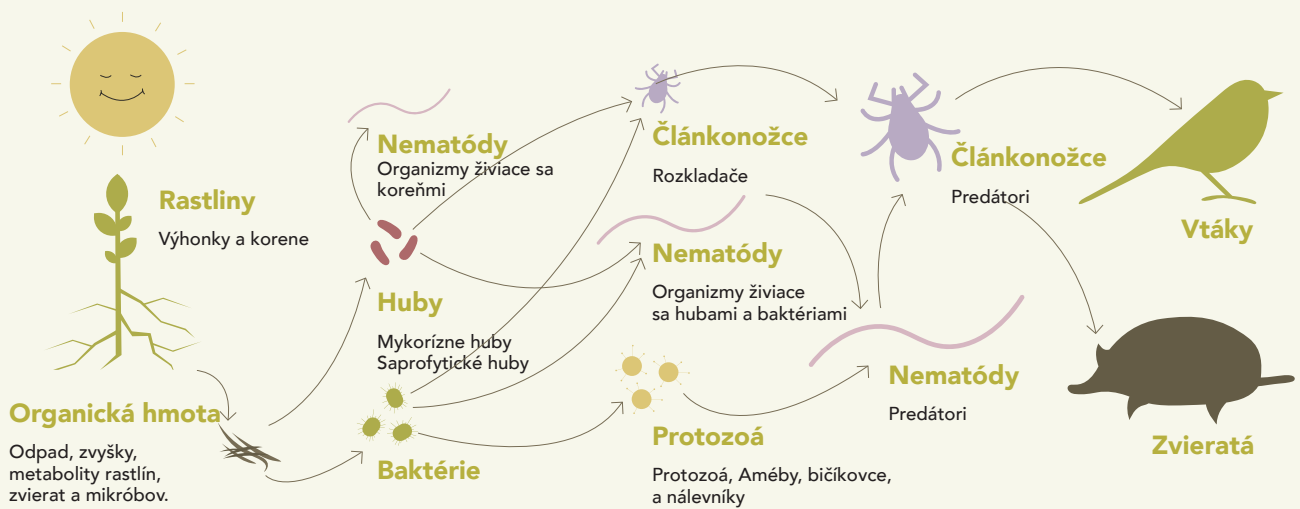 Rastliny
Výhonky a korene
Organická hmota
Odpad, zvyšky,
metabolity rastlín,
zvierat a mikróbov.
Nematódy
Organizmy živiace sa
koreňmi
Huby
Mykorízne huby
Saprofytické huby
Baktérie
Článkonožce
Rozkladače
Nematódy
Organizmy živiace
sa hubami a baktériami
Protozoá
Protozoá, Améby, bičíkovce,
a nálevníky
Článkonožce
Predátori
Nematódy
Predátori
Vtáky
Zvieratá